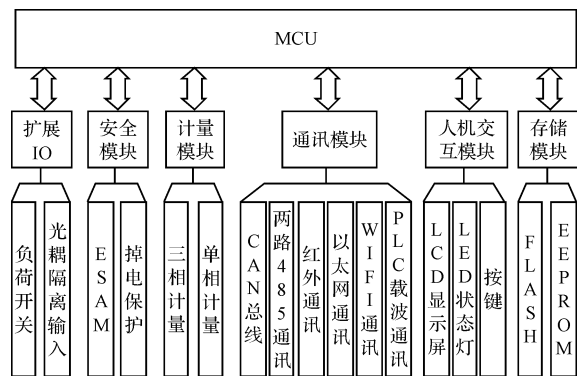 MCU
扩展
IO
安全
模块
计量
模块
通讯模块
人机交
互模块
存储
模块
负荷开关
光耦隔离输入
ESAM
掉电保护
三相计量
单相计量
CAN总线
两路485通讯
红外通讯
以太网通讯
WIFI通讯
PLC载波通讯
LCD显示屏
LED状态灯
按键
FLASH
EEPROM